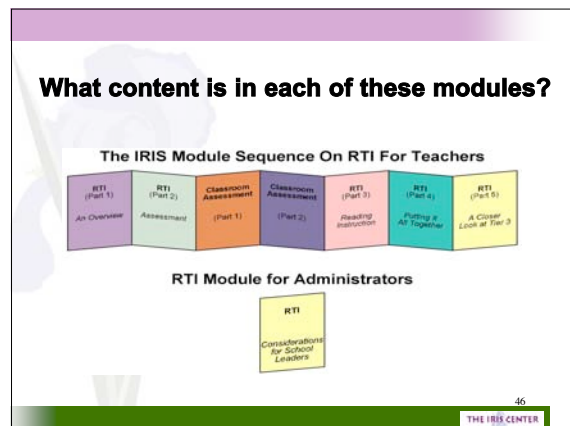 What content is in each of these modules?
The IRIS Module Sequence On RTI For Teachers
RTI
(Part 1)
An Overview
RTI
(Part 2)
Assessment
Classroom
Assessment
(Part 1)
Classroom
Assessment
(Part 2)
RTI
(Part 3)
Reading
Instruction
RTI
(Part 4)
Putting it
All Together
RTI
(Part 5)
A Closer
Look at Tier 3
RTI Module for Administrators
RTI
Considerations
for School
Leaders
46
THE IRIS CENTER